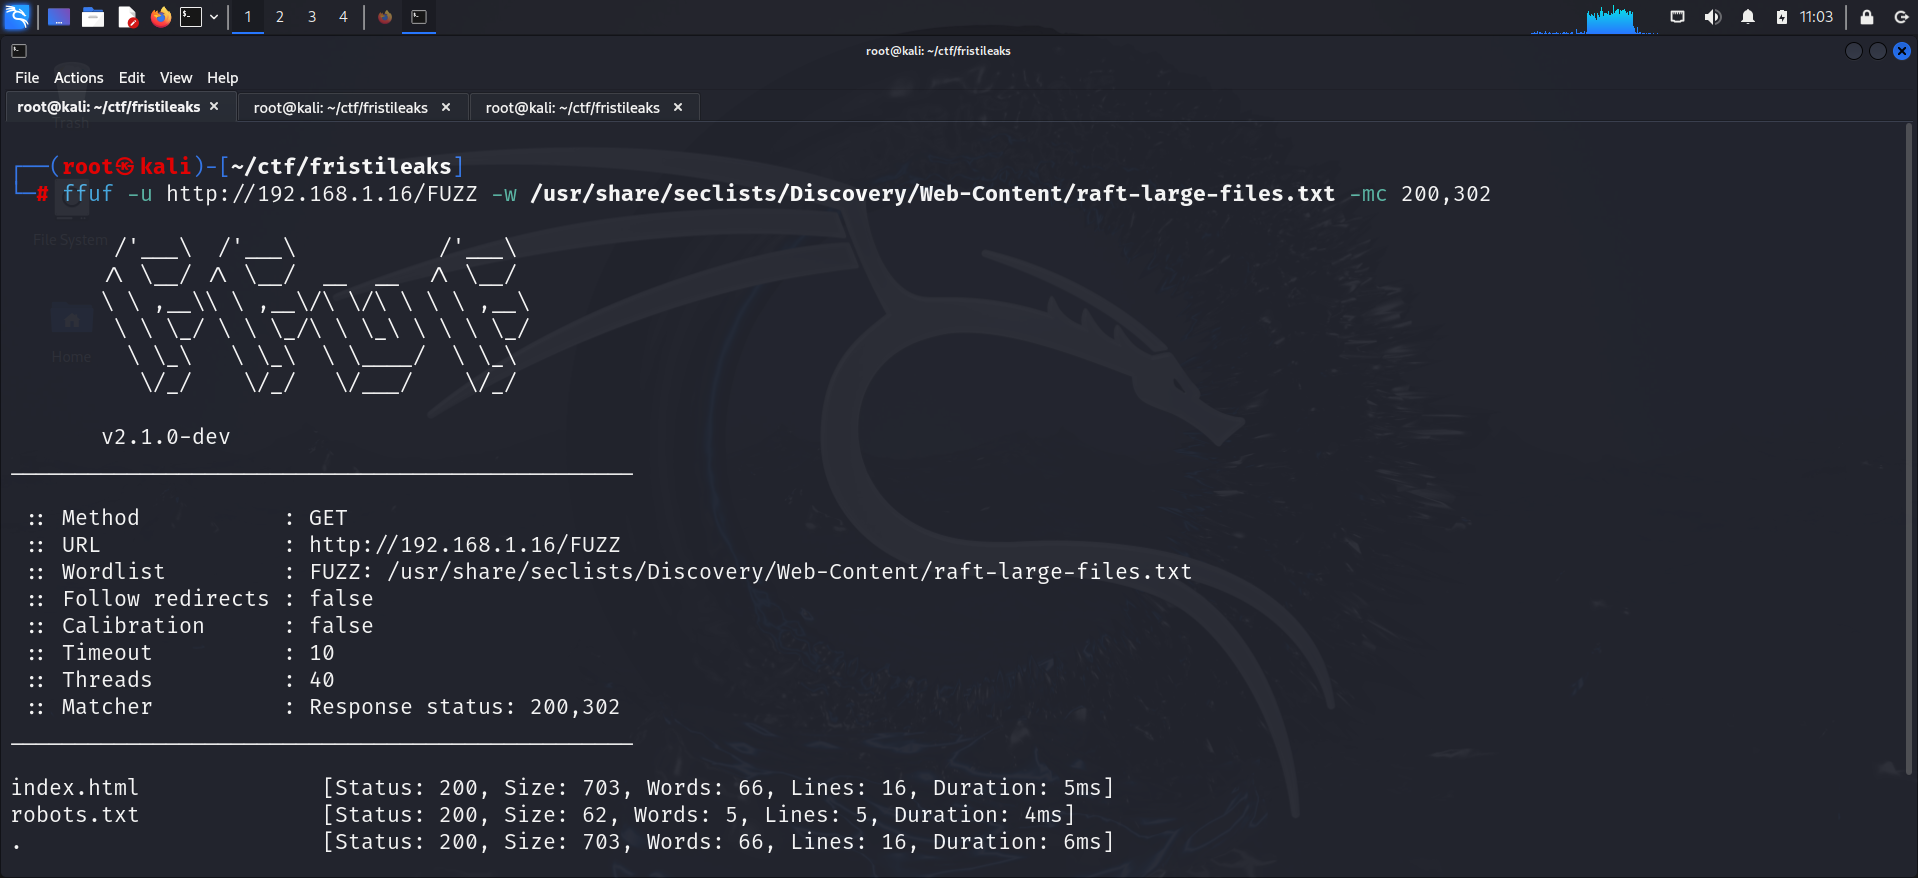 1 2 3 4 11:03
root@kali: ~/ctf/fristileaks
File Actions Edit View Help
root@kali: ~/ctf/fristileaks × root@kali: ~/ctf/fristileaks × root@kali: ~/ctf/fristileaks ×
Trash
┌──(root㉿kali)-[~/ctf/fristileaks]
└─# ffuf -u http://192.168.1.16/FUZZ -w /usr/share/seclists/Discovery/Web-Content/raft-large-files.txt -mc 200,302
File System
        /'___\  /'___\           /'___\
       /\ \__/ /\ \__/  __  __  /\ \__/
       \ \ ,__\\ \ ,__\/\ \/\ \ \ \ ,__\
        \ \ \_/ \ \ \_/\ \ \_\ \ \ \ \_/
         \ \_\   \ \_\  \ \____/  \ \_\
Home
          \/_/    \/_/   \/___/    \/_/
v2.1.0-dev
________________________________________________
:: Method : GET
:: URL : http://192.168.1.16/FUZZ
:: Wordlist : FUZZ: /usr/share/seclists/Discovery/Web-Content/raft-large-files.txt
:: Follow redirects : false
:: Calibration : false
:: Timeout : 10
:: Threads : 40
:: Matcher : Response status: 200,302
________________________________________________
index.html [Status: 200, Size: 703, Words: 66, Lines: 16, Duration: 5ms]
robots.txt [Status: 200, Size: 62, Words: 5, Lines: 5, Duration: 4ms]
. [Status: 200, Size: 703, Words: 66, Lines: 16, Duration: 6ms]